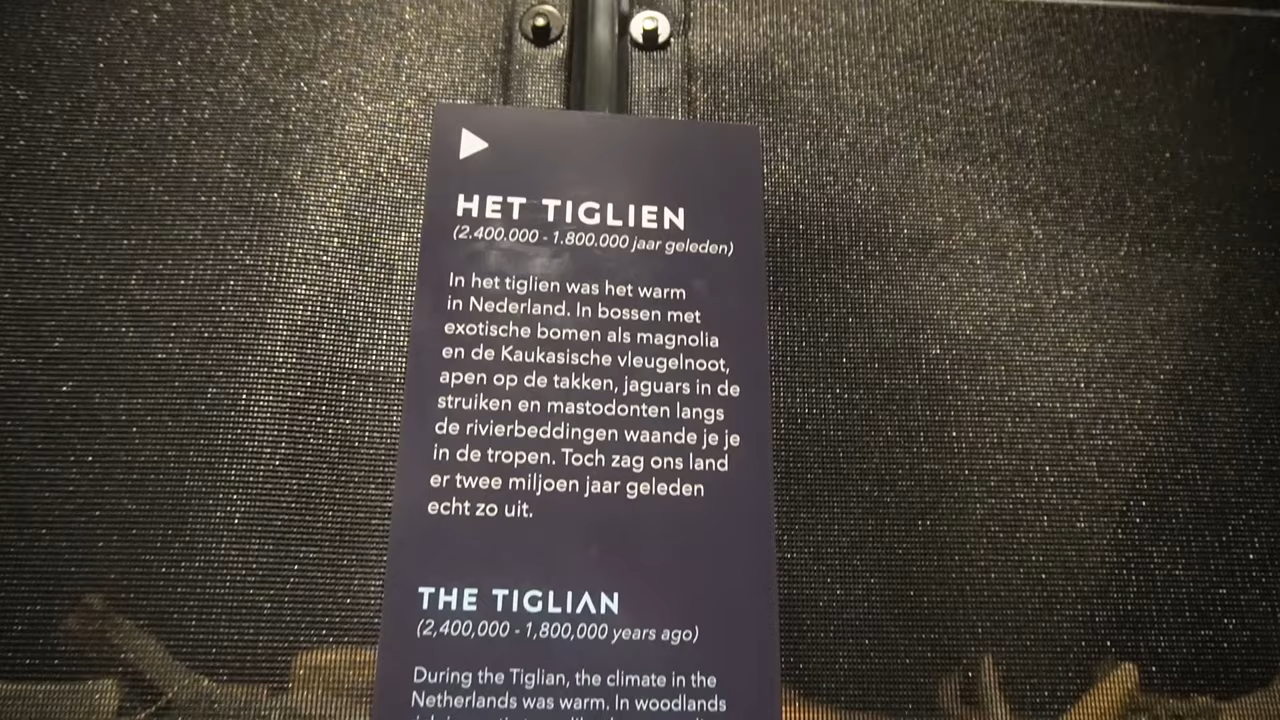 HET TIGLIEN
(2.400.000 - 1.800.000 jaar geleden)
In het tiglien was het warm
in Nederland. In bossen met
exotische bomen als magnolia
en de Kaukasische vleugelnoot,
apen op de takken, jaguars in de
struiken en mastodonten langs
de rivierbeddingen waande je je
in de tropen. Toch zag ons land
er twee miljoen jaar geleden
echt zo uit.
THE TIGLIAN
(2,400,000 - 1,800,000 years ago)
During the Tiglian, the climate in the
Netherlands was warm. In woodlands